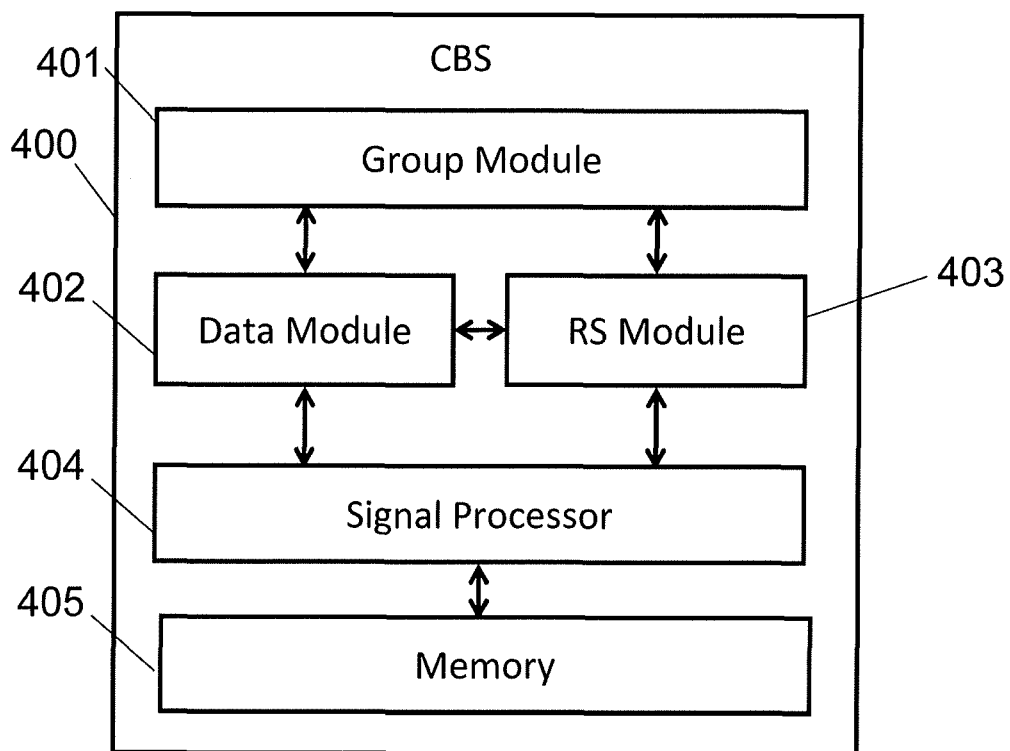 CBS
401
Group Module
400
402
Data Module
RS Module
403
404
Signal Processor
405
Memory